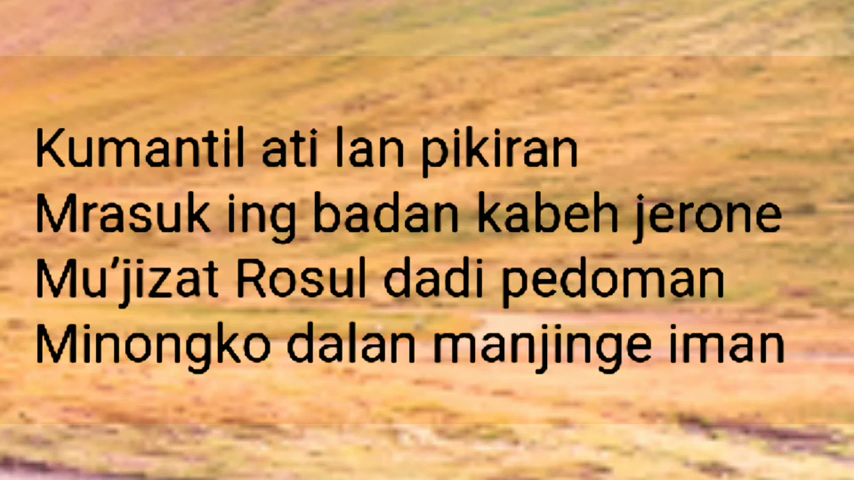 Kumantil ati lan pikiran
Mrasuk ing badan kabeh jerone
Mu’jizat Rosul dadi pedoman
Minongko dalan manjinge iman